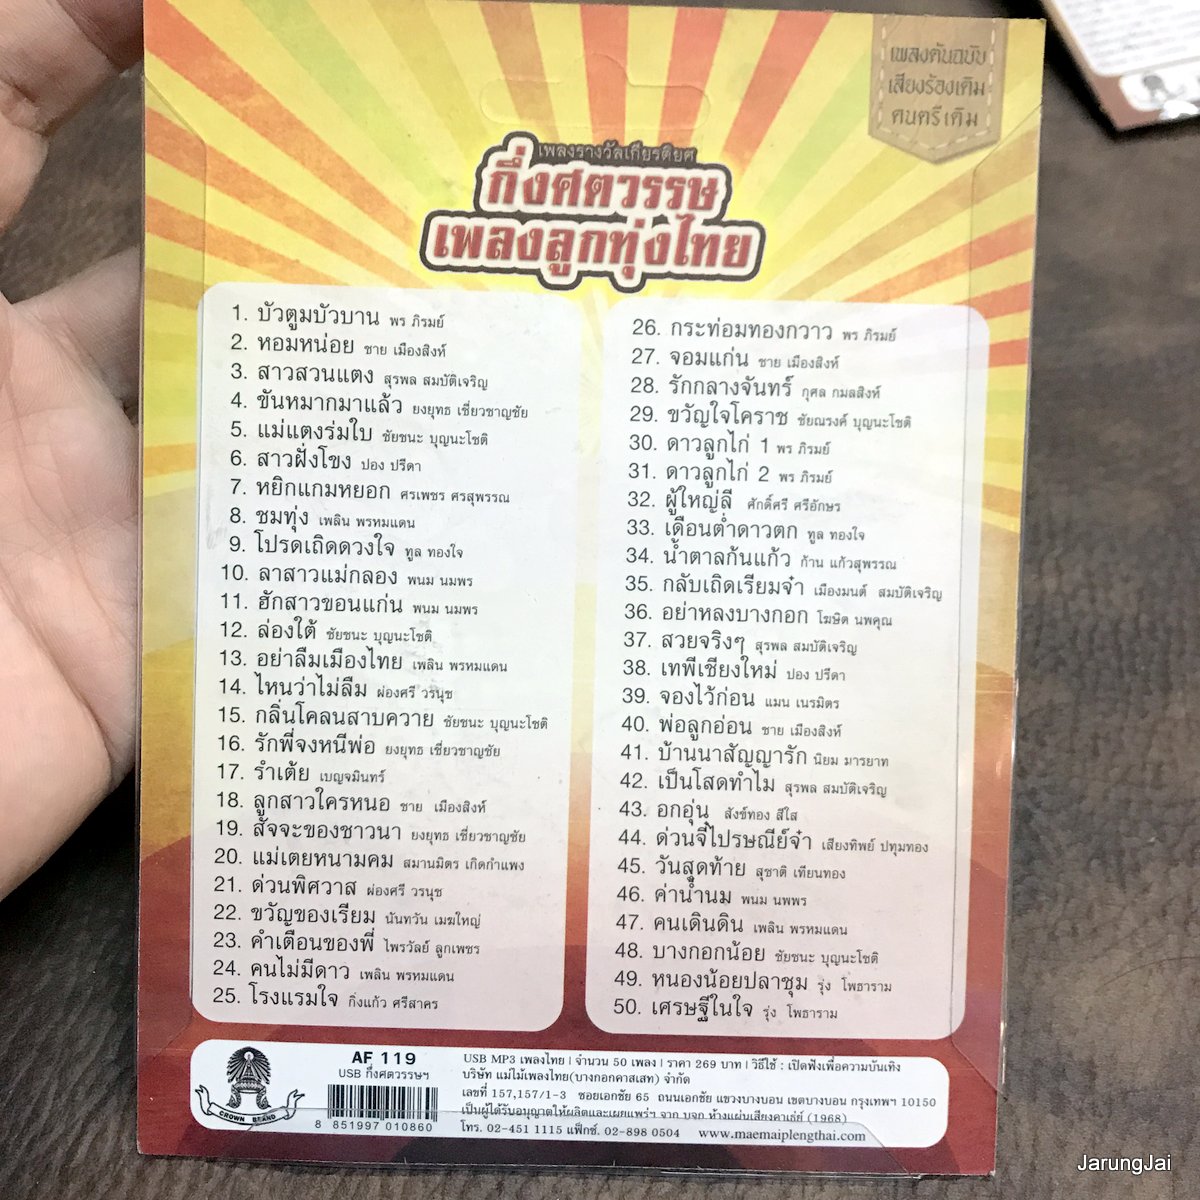 เพลงต้นฉบับ
เสียงร้องเดิม
ดนตรีเดิม
เพลงรางวัลเกียรติยศ
กึ่งศตวรรษ
เพลงลูกทุ่งไทย
1. บัวตูมบัวบาน พร ภิรมย์
2. หอมหน่อย ชาย เมืองสิงห์
3. สาวสวนแตง สุรพล สมบัติเจริญ
4. ขันหมากมาแล้ว ยงยุทธ เชี่ยวชาญชัย
5. แม่แตงร่มใบ ชัยชนะ บุญนะโชติ
6. สาวฝั่งโขง ปอง ปรีดา
7. หยิกแกมหยอก ศรเพชร ศรสุพรรณ
8. ชมทุ่ง เพลิน พรหมแดน
9. โปรดเถิดดวงใจ ทูล ทองใจ
10. ลาสาวแม่กลอง พนม นมพร
11. ฮักสาวขอนแก่น พนม นมพร
12. ล่องใต้ ชัยชนะ บุญนะโชติ
13. อย่าลืมเมืองไทย เพลิน พรหมแดน
14. ไหนว่าไม่ลืม ผ่องศรี วรนุช
15. กลิ่นโคลนสาบควาย ชัยชนะ บุญนะโชติ
16. รักพี่จงหนีพ่อ ยงยุทธ เชี่ยวชาญชัย
17. รำเต้ย เบญจมินทร์
18. ลูกสาวใครหนอ ชาย เมืองสิงห์
19. สัจจะของชาวนา ยงยุทธ เชี่ยวชาญชัย
20. แม่เตยหนามคม สมานมิตร เกิดกำแพง
21. ด่วนพิศวาส ผ่องศรี วรนุช
22. ขวัญของเรียม นันทวัน เมฆใหญ่
23. คำเตือนของพี่ ไพรวัลย์ ลูกเพชร
24. คนไม่มีดาว เพลิน พรหมแดน
25. โรงแรมใจ กิ่งแก้ว ศรีสาคร
26. กระท่อมทองกวาว พร ภิรมย์
27. จอมแก่น ชาย เมืองสิงห์
28. รักกลางจันทร์ กุศล กมลสิงห์
29. ขวัญใจโคราช ชัยณรงค์ บุญนะโชติ
30. ดาวลูกไก่ 1 พร ภิรมย์
31. ดาวลูกไก่ 2 พร ภิรมย์
32. ผู้ใหญ่ลี ศักดิ์ศรี ศรีอักษร
33. เดือนต่ำดาวตก ทูล ทองใจ
34. น้ำตาลก้นแก้ว ก้าน แก้วสุพรรณ
35. กลับเถิดเรียมจ๋า เมืองมนต์ สมบัติเจริญ
36. อย่าหลงบางกอก โฆษิต นพคุณ
37. สวยจริงๆ สุรพล สมบัติเจริญ
38. เทพีเชียงใหม่ ปอง ปรีดา
39. จองไว้ก่อน แมน เนรมิตร
40. พ่อลูกอ่อน ชาย เมืองสิงห์
41. บ้านนาสัญญารัก นิยม มารยาท
42. เป็นโสดทำไม สุรพล สมบัติเจริญ
43. อกอุ่น สังข์ทอง สีใส
44. ด่วนจี๋ไปรษณีย์จ๋า เสียงทิพย์ ปทุมทอง
45. วันสุดท้าย สุชาติ เทียนทอง
46. ค่าน้ำนม พนม นพพร
47. คนเดินดิน เพลิน พรหมแดน
48. บางกอกน้อย ชัยชนะ บุญนะโชติ
49. หนองน้อยปลาชุม รุ่ง โพธาราม
50. เศรษฐีในใจ รุ่ง โพธาราม
CROWN BRAND
AF 119
USB กึ่งศตวรรษฯ
8 851997 010860
USB MP3 เพลงไทย | จำนวน 50 เพลง | ราคา 269 บาท | วิธีใช้ : เปิดฟังเพื่อความบันเทิง
บริษัท แม่ไม้เพลงไทย(บางกอกคาสเสท) จำกัด
เลขที่ 157,157/1-3 ซอยเอกชัย 65 ถนนเอกชัย แขวงบางบอน เขตบางบอน กรุงเทพฯ 10150
เป็นผู้ได้รับอนุญาตให้ผลิตและเผยแพร่ฯ จาก บจก. ห้างแผ่นเสียงคาเธ่ย์ (1968)
โทร. 02-451 1115 แฟ็กซ์. 02-898 0504 www.maemaiplengthai.com
JarungJai